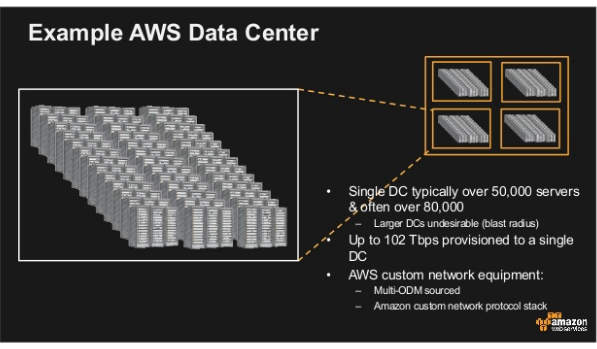 Example AWS Data Center
• Single DC typically over 50,000 servers
& often over 80,000
– Larger DCs undesirable (blast radius)
• Up to 102 Tbps provisioned to a single
DC
• AWS custom network equipment:
– Multi-ODM sourced
– Amazon custom network protocol stack
amazon
webservices